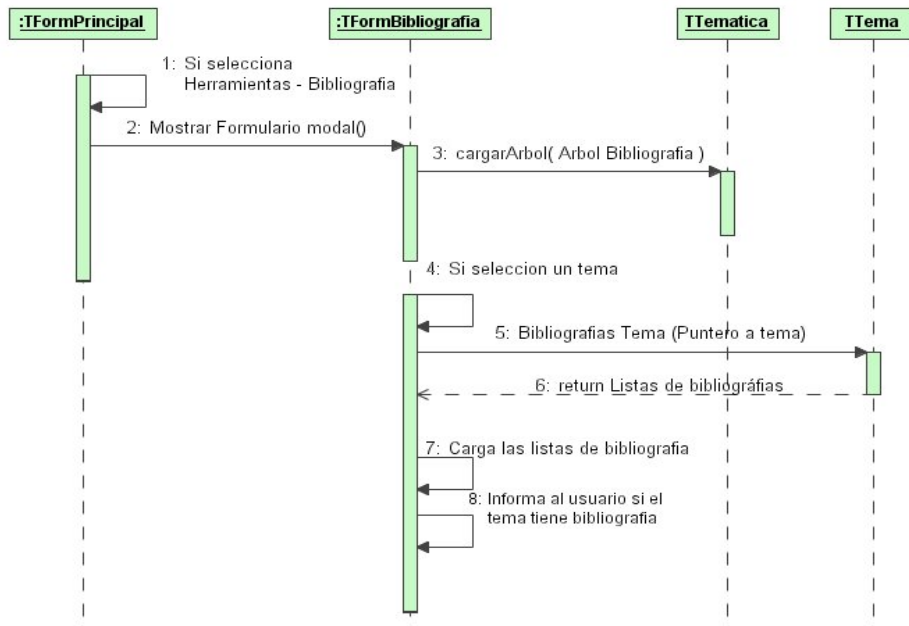 :TFormPrincipal
:TFormBibliografia
TTematica
TTema
1: Si selecciona
Herramientas - Bibliografia
2: Mostrar Formulario modal()
3: cargarArbol( Arbol Bibliografia )
4: Si seleccion un tema
5: Bibliografias Tema (Puntero a tema)
6: return Listas de bibliográfias
7: Carga las listas de bibliografia
8: Informa al usuario si el
tema tiene bibliografia